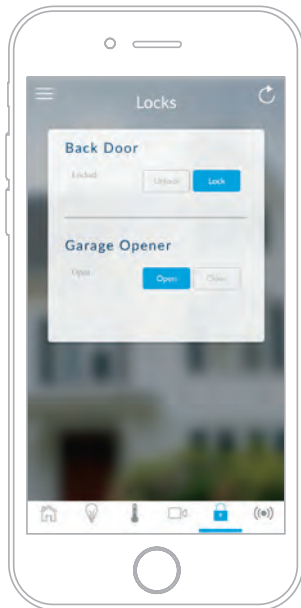 Locks
Back Door
Locked
Unlock Lock
Garage Opener
Open
Open Close